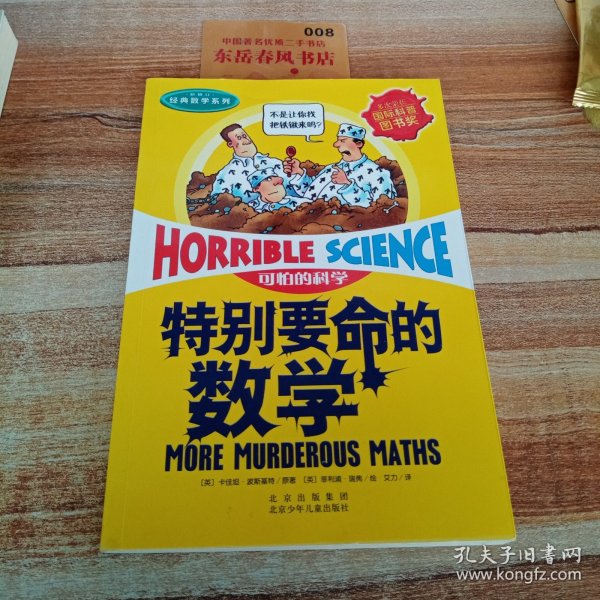 008
中国著名优质二手书店
东岳春风书店
经典数学系列
不是让你找
把铁锹来吗？
多次荣获
国际科普
图书奖
HORRIBLE SCIENCE
可怕的科学
特别要命的
数学
MORE MURDEROUS MATHS
［英］卡佳坦·波斯基特／原著 ［英］菲利浦·瑞弗／绘 艾力／译
北京出版集团
北京少年儿童出版社
孔夫子旧书网
www.kongfz.com